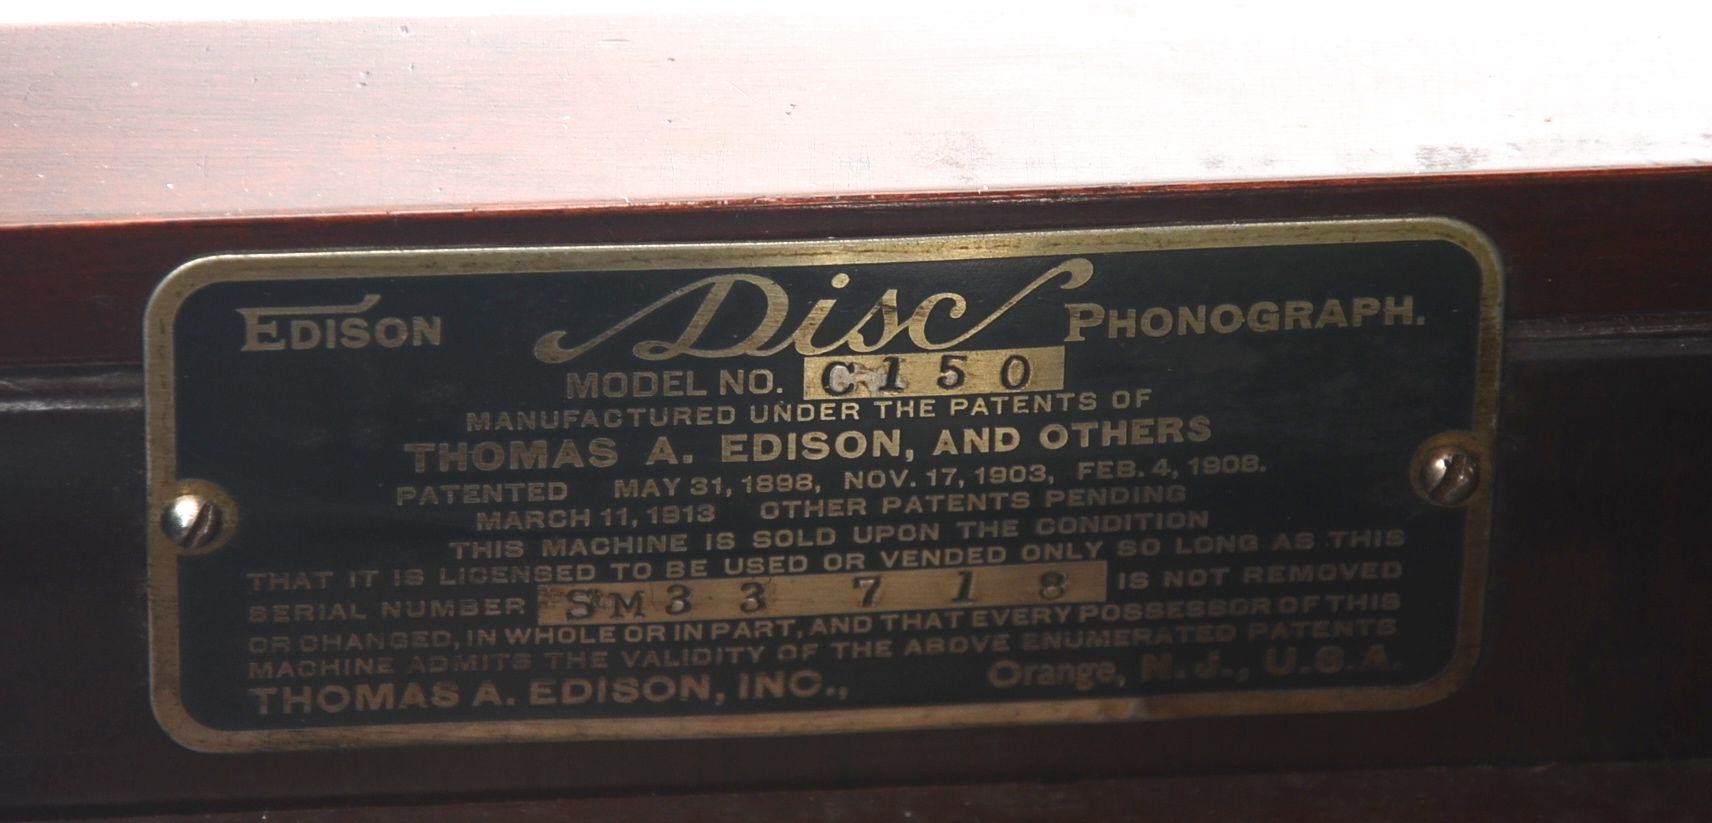 EDISON Disc PHONOGRAPH.
MODEL NO. C150
MANUFACTURED UNDER THE PATENTS OF
THOMAS A. EDISON, AND OTHERS
PATENTED MAY 31, 1898, NOV. 17, 1903, FEB. 4, 1908.
MARCH 11, 1913 OTHER PATENTS PENDING
THIS MACHINE IS SOLD UPON THE CONDITION
THAT IT IS LICENSED TO BE USED OR VENDED ONLY SO LONG AS THIS
SERIAL NUMBER SM33718 IS NOT REMOVED
OR CHANGED, IN WHOLE OR IN PART, AND THAT EVERY POSSESSOR OF THIS
MACHINE ADMITS THE VALIDITY OF THE ABOVE ENUMERATED PATENTS
THOMAS A. EDISON, INC., Orange, N. J., U.S.A.